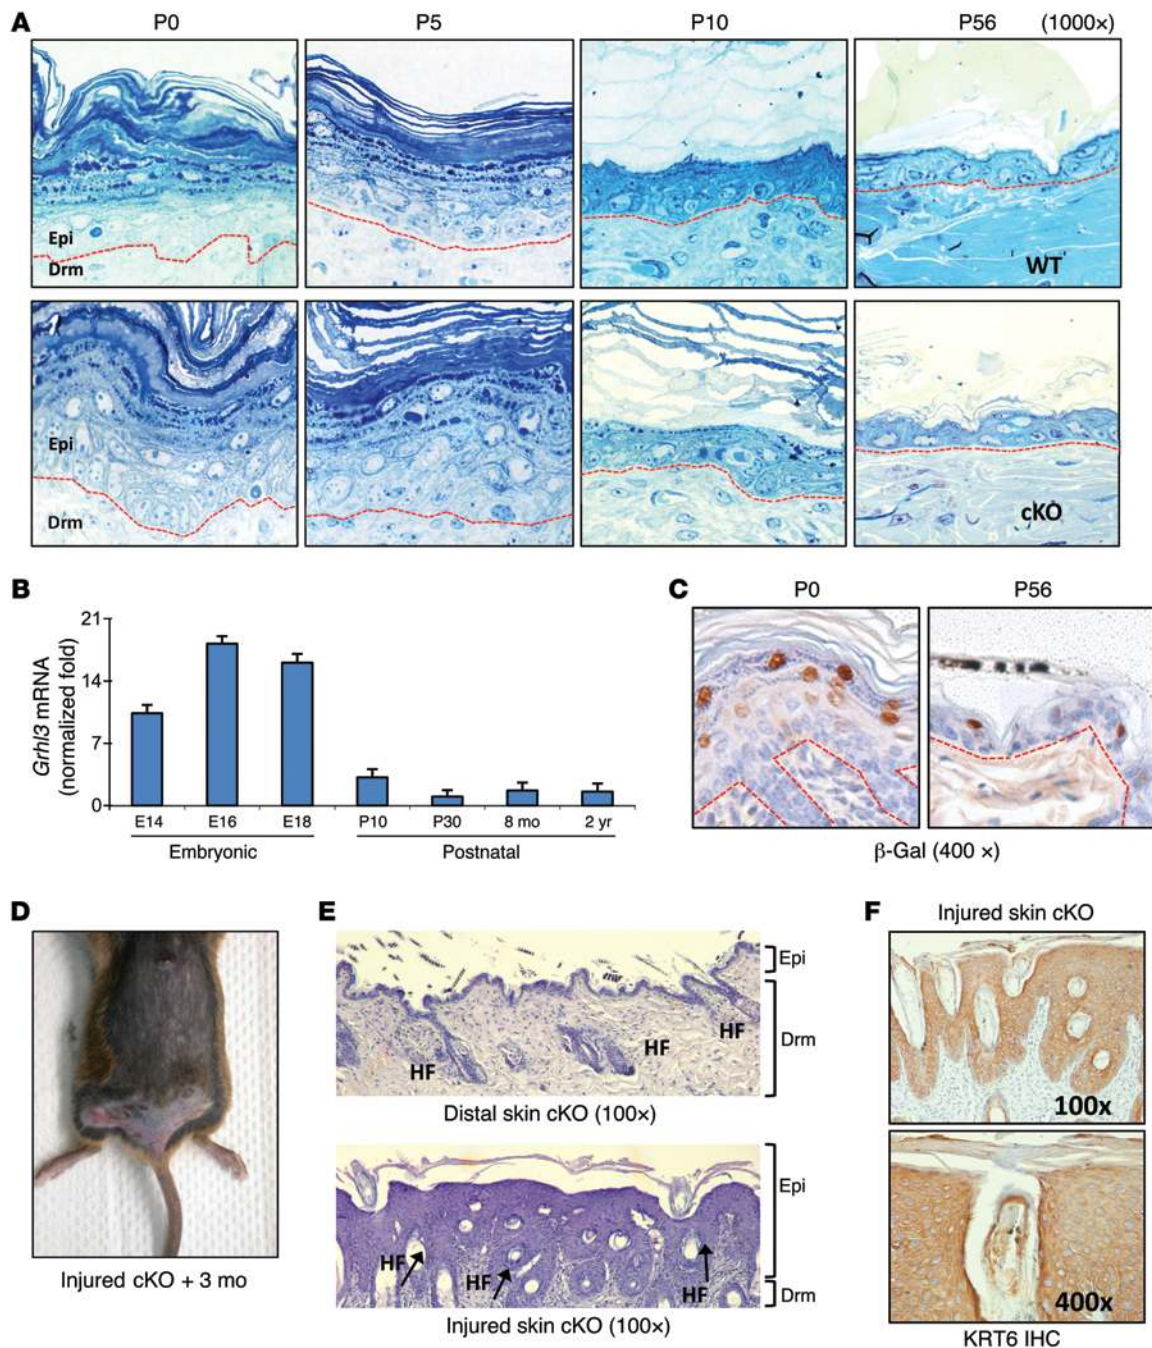 A
P0 P5 P10 P56 (1000×)
Epi
Drm
WT
Epi
Drm
cKO
B
Grhl3 mRNA
(normalized fold)
21
14
7
0
E14 E16 E18 P10 P30 8 mo 2 yr
Embryonic Postnatal
C
P0 P56
β-Gal (400 ×)
D
Injured cKO + 3 mo
E
Epi
HF HF HF
Drm
Distal skin cKO (100×)
Epi
HF HF HF
Drm
Injured skin cKO (100×)
F
Injured skin cKO
100x
400x
KRT6 IHC